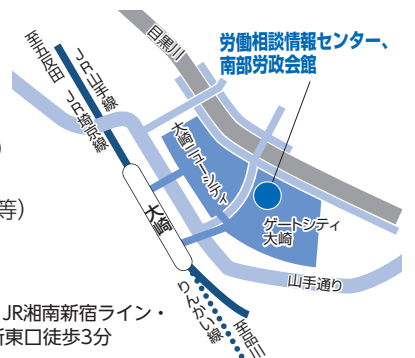 労働相談情報センター、
南部労政会館
目黒川
至五反田
JR山手線
JR埼京線
大崎ニューシティ
大崎
ゲートシティ
大崎
山手通り
りんかい線
至品川
等)
JR湘南新宿ライン・
新東口徒歩3分